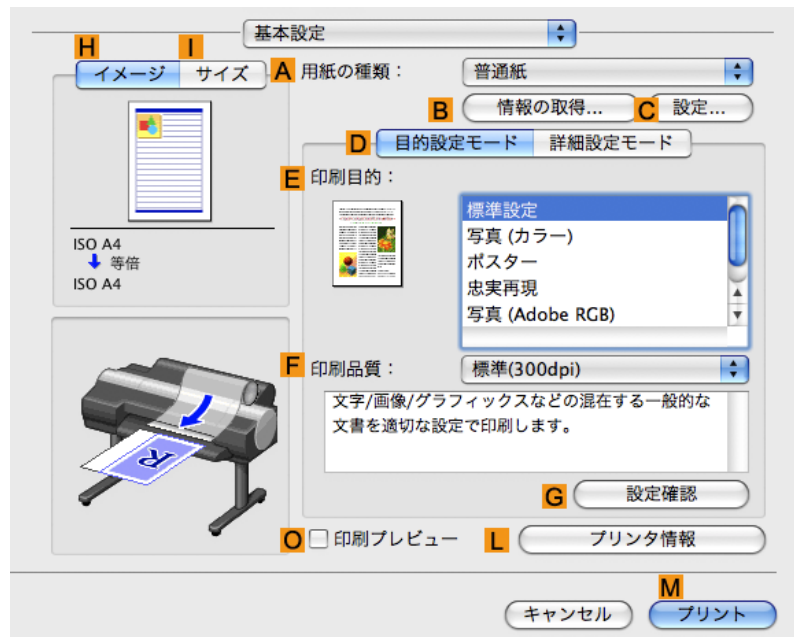 基本設定
H
I
イメージ
サイズ
ISO A4
等倍
ISO A4
A 用紙の種類：
普通紙
B 情報の取得...
C 設定...
D 目的設定モード
詳細設定モード
E 印刷目的：
標準設定
写真 (カラー)
ポスター
忠実再現
写真 (Adobe RGB)
F 印刷品質：
標準(300dpi)
文字/画像/グラフィックスなどの混在する一般的な
文書を適切な設定で印刷します。
G 設定確認
R
O 印刷プレビュー
L プリンタ情報
M
キャンセル
プリント